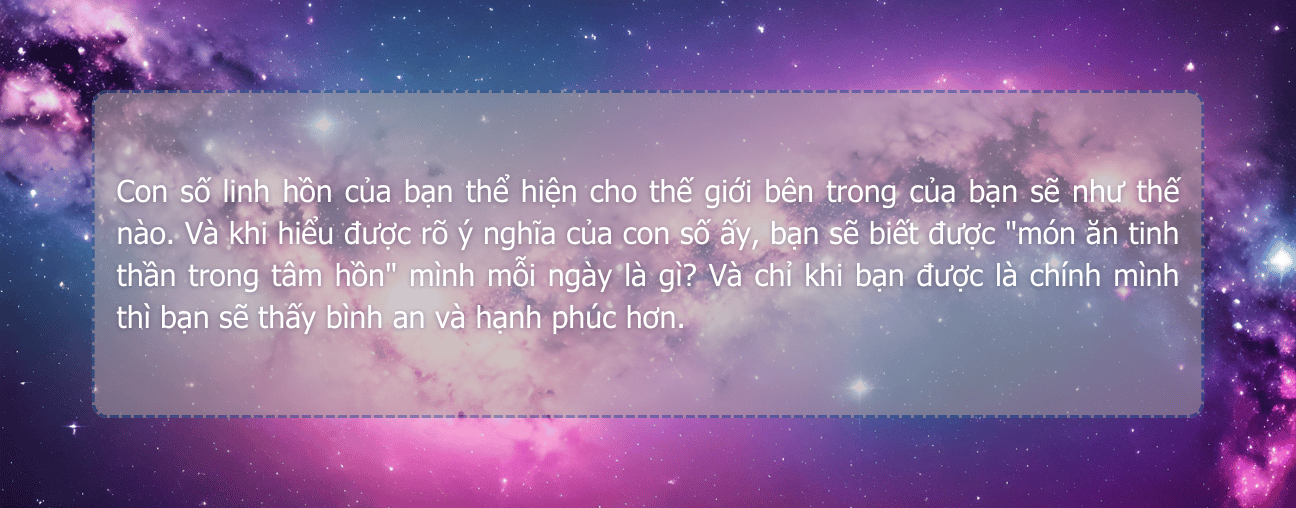 Con số linh hồn của bạn thể hiện cho thế giới bên trong của bạn sẽ như thế
nào. Và khi hiểu được rõ ý nghĩa của con số ấy, bạn sẽ biết được "món ăn tinh
thần trong tâm hồn" mình mỗi ngày là gì? Và chỉ khi bạn được là chính mình
thì bạn sẽ thấy bình an và hạnh phúc hơn.